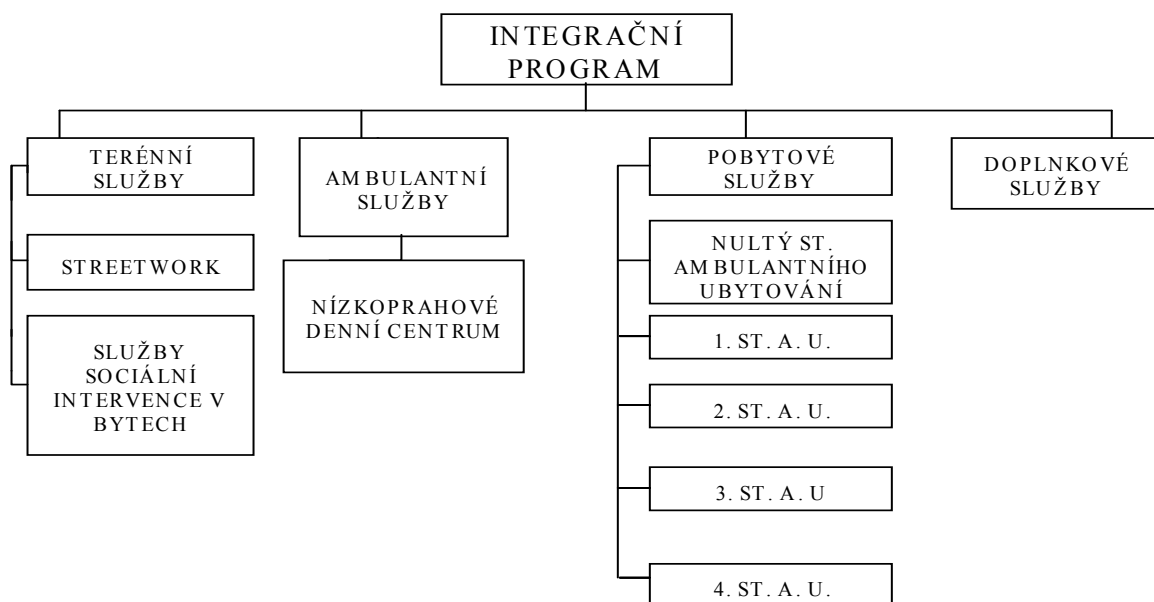 INTEGRAČNÍ
PROGRAM
TERÉNNÍ
SLUŽBY
AMBULANTNÍ
SLUŽBY
POBYTOVÉ
SLUŽBY
DOPLNKOVÉ
SLUŽBY
STREETWORK
SLUŽBY
SOCIÁLNÍ
INTERVENCE V
BYTECH
NÍZKOPRAHOVÉ
DENNÍ CENTRUM
NULTÝ ST.
AMBULANTNÍHO
UBYTOVÁNÍ
1. ST. A. U.
2. ST. A. U.
3. ST. A. U
4. ST. A. U.